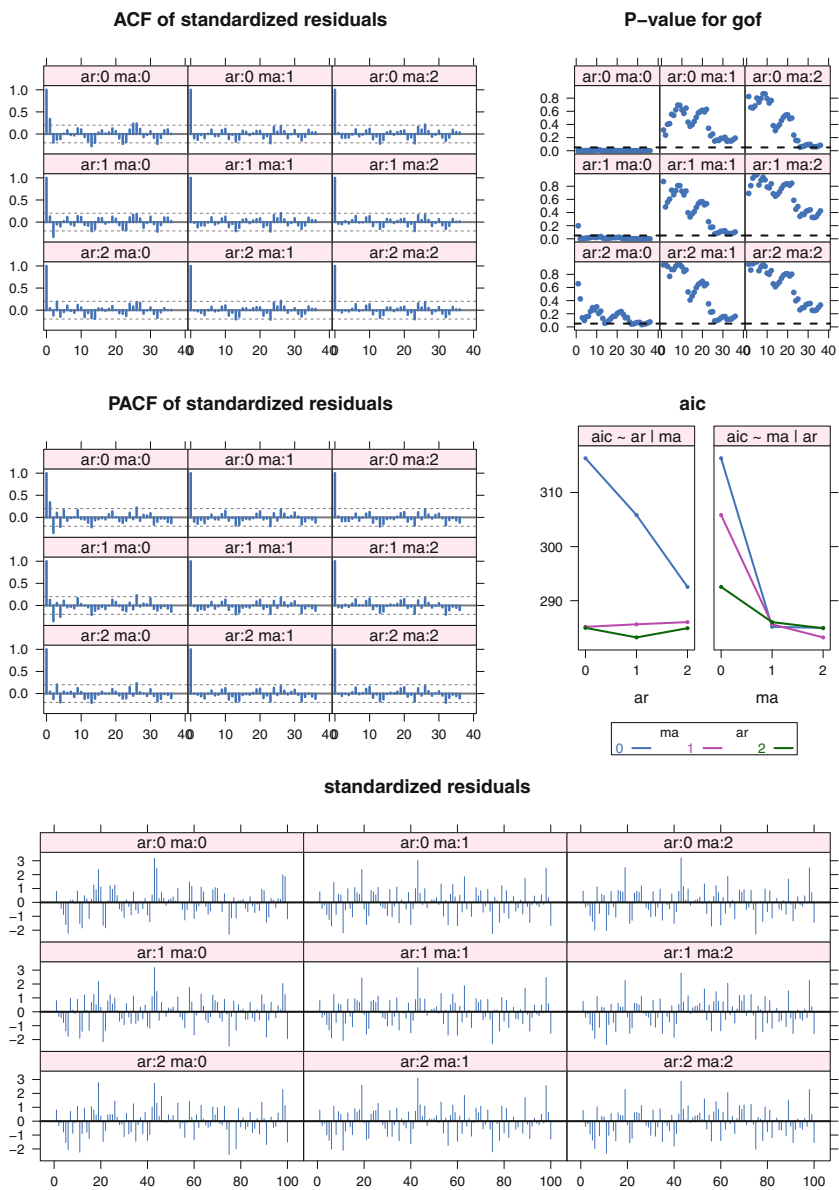 ACF of standardized residuals
P−value for gof
ar:0 ma:0 ar:0 ma:1 ar:0 ma:2
1.0
0.5
0.0
ar:1 ma:0 ar:1 ma:1 ar:1 ma:2
1.0
0.5
0.0
ar:2 ma:0 ar:2 ma:1 ar:2 ma:2
1.0
0.5
0.0
0 10 20 30 40 0 10 20 30 40 0 10 20 30 40
ar:0 ma:0 ar:0 ma:1 ar:0 ma:2
0.8
0.6
0.4
0.2
0.0
ar:1 ma:0 ar:1 ma:1 ar:1 ma:2
0.8
0.6
0.4
0.2
0.0
ar:2 ma:0 ar:2 ma:1 ar:2 ma:2
0.8
0.6
0.4
0.2
0.0
0 10 20 30 40 0 10 20 30 40 0 10 20 30 40
PACF of standardized residuals
aic
ar:0 ma:0 ar:0 ma:1 ar:0 ma:2
1.0
0.5
0.0
ar:1 ma:0 ar:1 ma:1 ar:1 ma:2
1.0
0.5
0.0
ar:2 ma:0 ar:2 ma:1 ar:2 ma:2
1.0
0.5
0.0
0 10 20 30 40 0 10 20 30 40 0 10 20 30 40
aic ~ ar | ma aic ~ ma | ar
310
300
290
0 1 2 0 1 2
ar ma
ma ar
0 1 2
standardized residuals
ar:0 ma:0 ar:0 ma:1 ar:0 ma:2
3
2
1
0
−1
−2
ar:1 ma:0 ar:1 ma:1 ar:1 ma:2
3
2
1
0
−1
−2
ar:2 ma:0 ar:2 ma:1 ar:2 ma:2
3
2
1
0
−1
−2
0 20 40 60 80 100 0 20 40 60 80 100 0 20 40 60 80 100